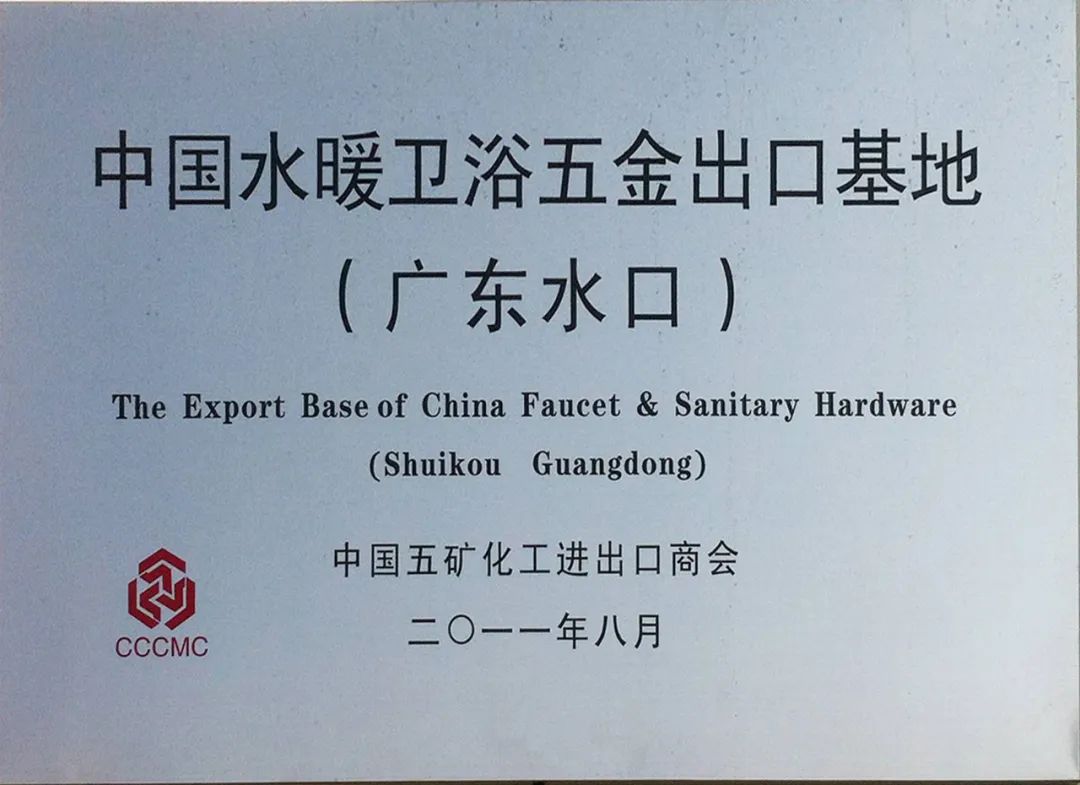 中国水暖卫浴五金出口基地
（广东水口）
The Export Base of China Faucet & Sanitary Hardware
(Shuikou Guangdong)
中国五矿化工进出口商会
二〇一一年八月
CCCMC